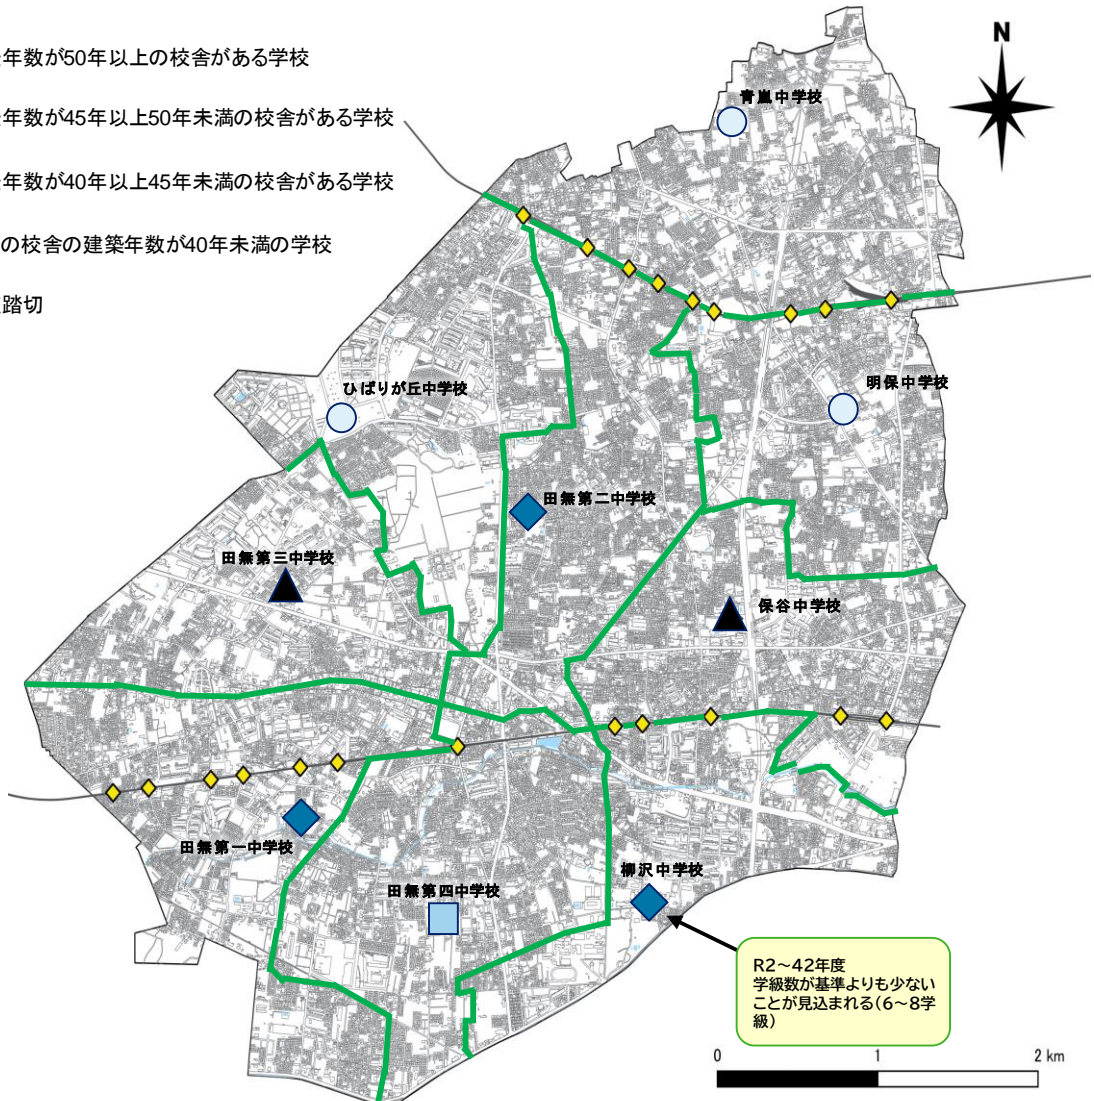 年数が50年以上の校舎がある学校
年数が45年以上50年未満の校舎がある学校
年数が40年以上45年未満の校舎がある学校
の校舎の建築年数が40年未満の学校
踏切
N
青嵐中学校
ひばりが丘中学校
明保中学校
田無第二中学校
田無第三中学校
保谷中学校
田無第一中学校
田無第四中学校
柳沢中学校
R2～42年度
学級数が基準よりも少ない
ことが見込まれる(6～8学
級)
0 1 2 km